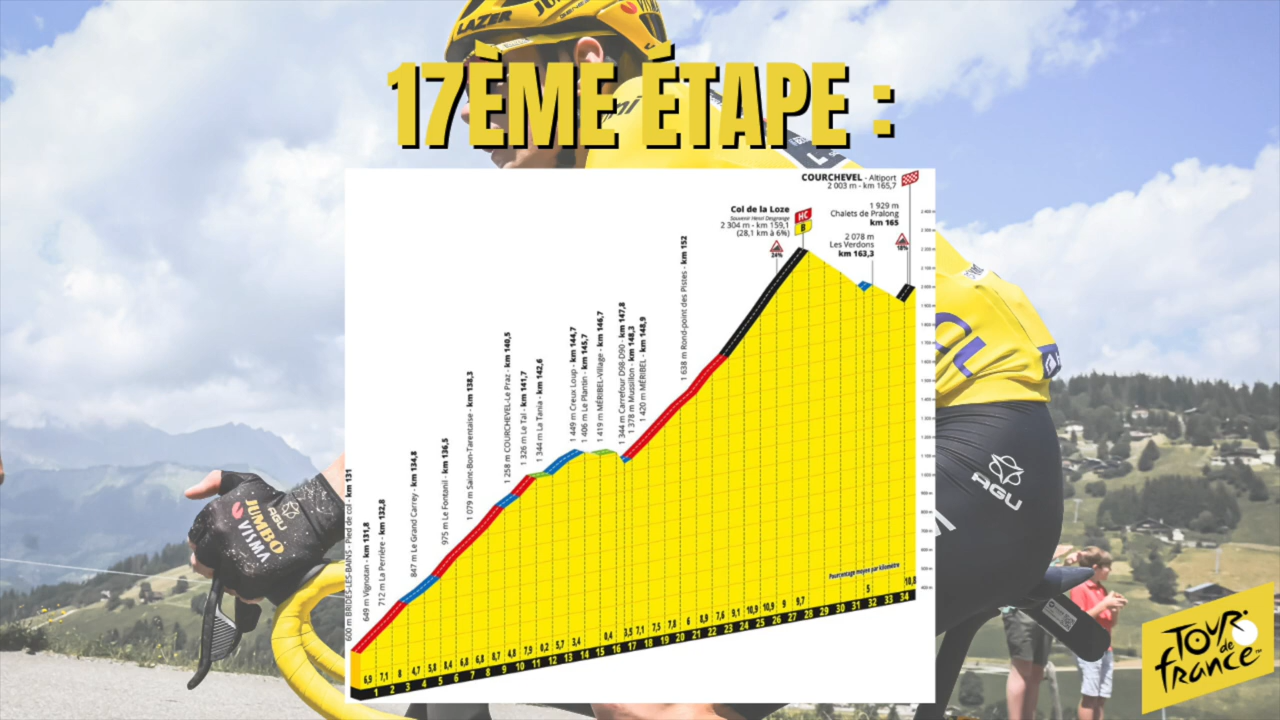 LAZER
17ÈME ÉTAPE :
COURCHEVEL - Altiport
2 003 m - km 165,7
Col de la Loze
Souvenir Henri Desgrange
2 304 m - km 159,1
(28,1 km à 6%)
HC
B
24%
1 929 m
Chalets de Pralong
km 165
18%
2 078 m
Les Verdons
km 163,3
600 m BRIDES-LES-BAINS - Pied de col - km 131
649 m Vignotan - km 131,8
712 m La Perrière - km 132,8
847 m Le Grand Carrey - km 134,8
975 m Le Fontanil - km 136,5
1 079 m Saint-Bon-Tarentaise - km 138,3
1 258 m COURCHEVEL-Le Praz - km 140,5
1 326 m Le Tal - km 141,7
1 344 m La Tania - km 142,6
1 449 m Creux Loup - km 144,7
1 406 m Le Plantin - km 145,7
1 419 m MÉRIBEL-Village - km 146,7
1 344 m Carrefour D98-D90 - km 147,8
1 378 m Mussillon - km 148,3
1 420 m MÉRIBEL - km 148,9
1 638 m Rond-point des Pistes - km 152
Pourcentage moyen par kilomètre
6,9 7,1 8 4,7 5,8 8,4 6,8 6,8 8,7 4,8 7,9 0,2 5,7 3,4 8,4 3,5 7,1 7,5 7,8 6 8,9 7,6 9,1 10,9 10,9 9 9,7 5 10,8
1 2 3 4 5 6 7 8 9 10 11 12 13 14 15 16 17 18 19 20 21 22 23 24 25 26 27 28 29 30 31 32 33 34
AGU
JUMBO
VISMA
AGU
TOUR
de
FRANCE